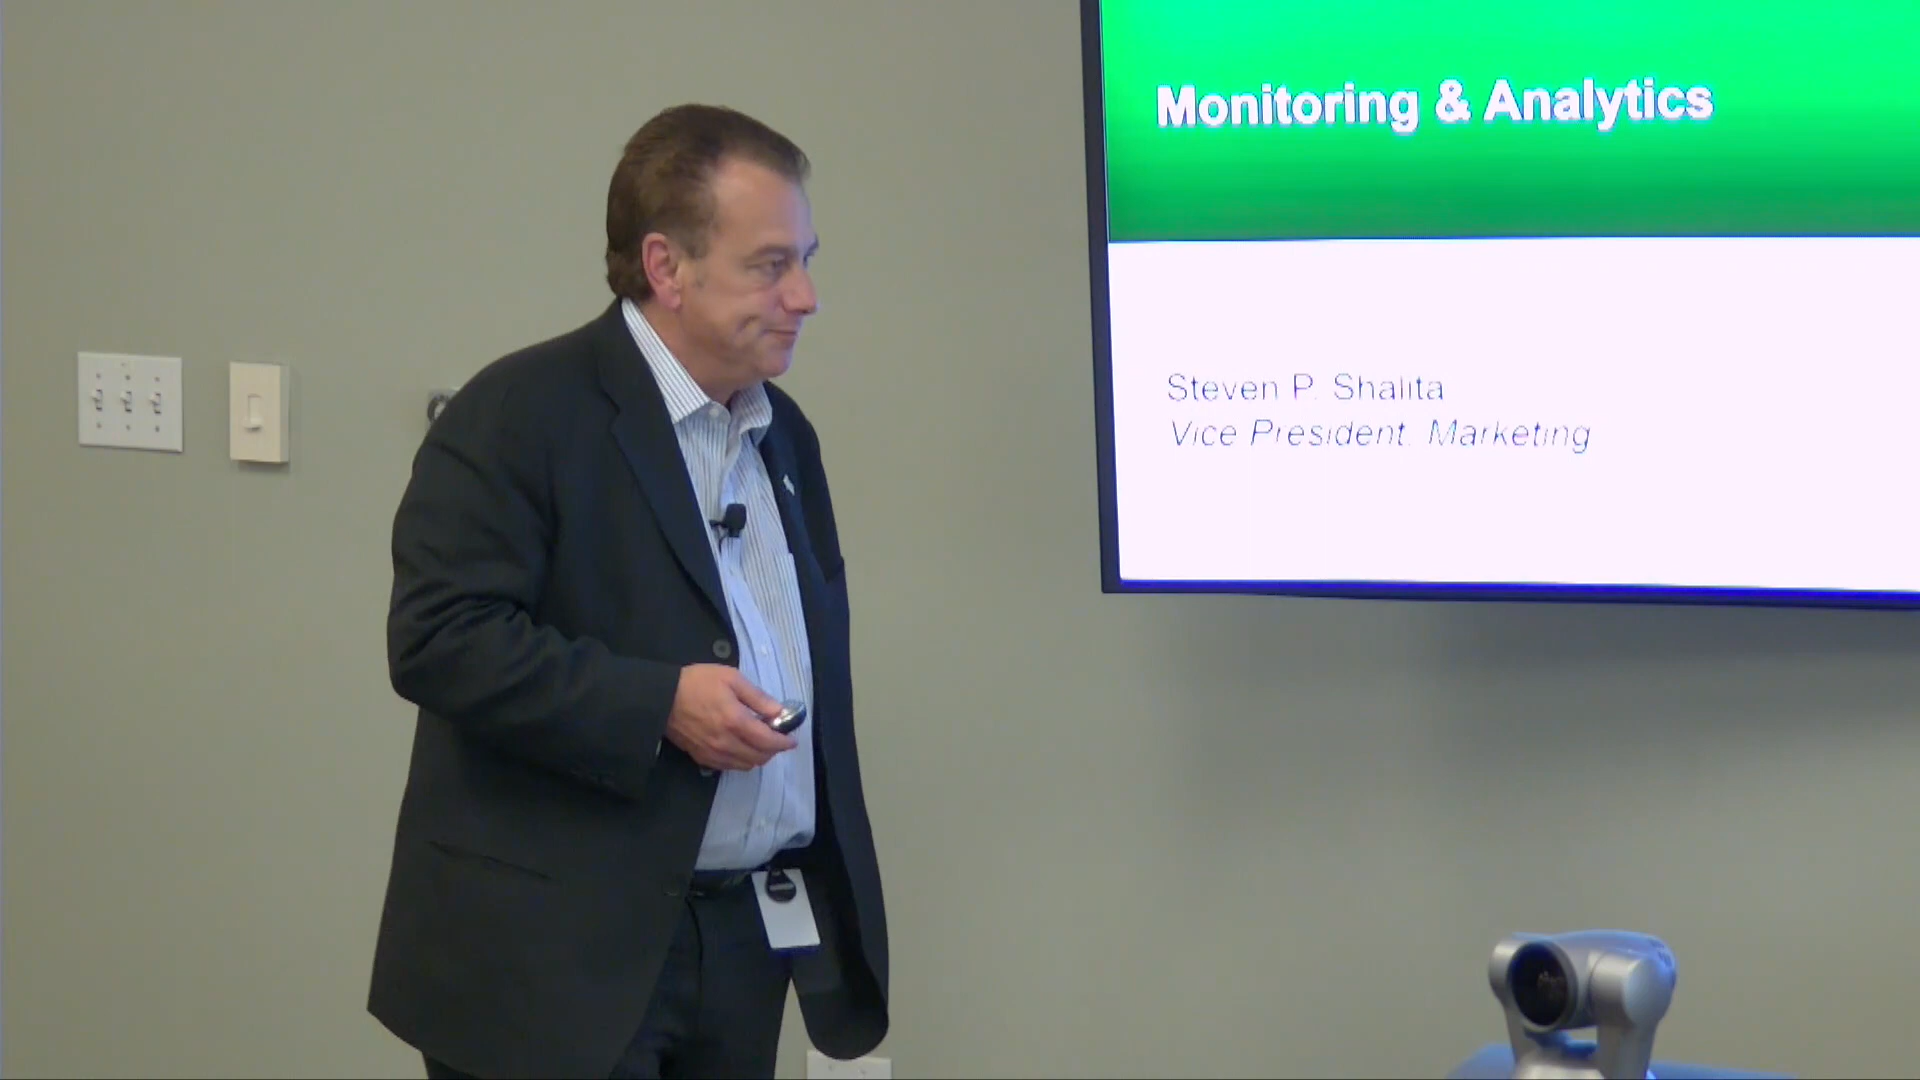 Monitoring & Analytics
Steven P. Shalita
Vice President, Marketing